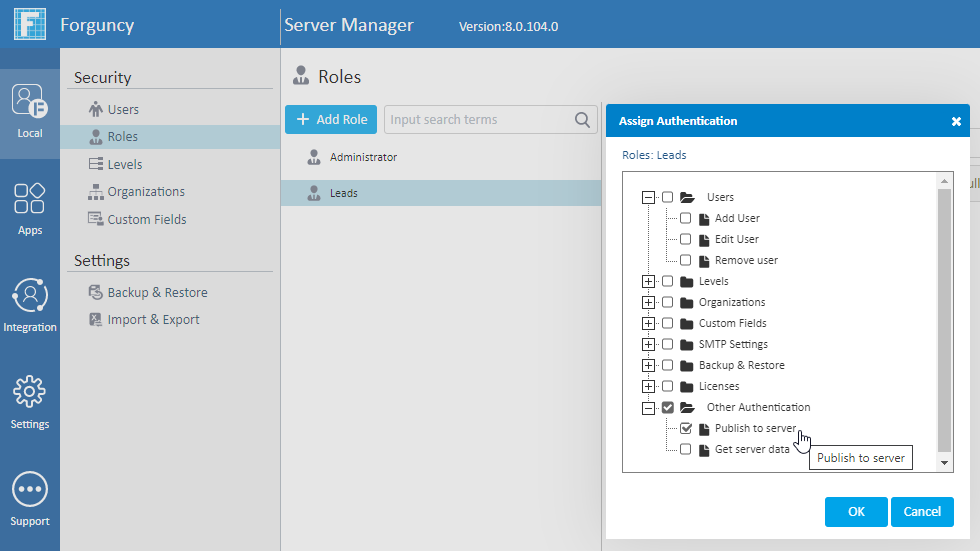 Forguncy
Server Manager
Version:8.0.104.0
Local
Apps
Integration
Settings
Support
Security
Users
Roles
Levels
Organizations
Custom Fields
Settings
Backup & Restore
Import & Export
Roles
Add Role
Input search terms
Administrator
Leads
Assign Authentication
Roles: Leads
Users
Add User
Edit User
Remove user
Levels
Organizations
Custom Fields
SMTP Settings
Backup & Restore
Licenses
Other Authentication
Publish to server
Get server data
Publish to server
OK
Cancel